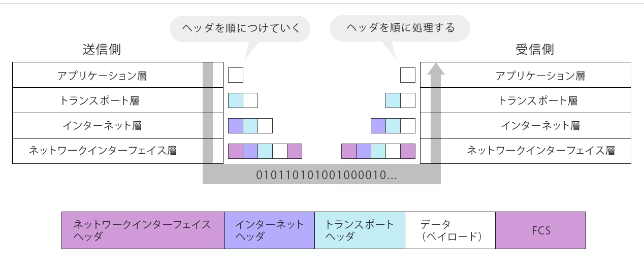 ヘッダを順につけていく
ヘッダを順に処理する
送信側
受信側
アプリケーション層
アプリケーション層
トランスポート層
トランスポート層
インターネット層
インターネット層
ネットワークインターフェイス層
ネットワークインターフェイス層
010110101001000010...
ネットワークインターフェイス
ヘッダ
インターネット
ヘッダ
トランスポート
ヘッダ
データ
（ペイロード）
FCS